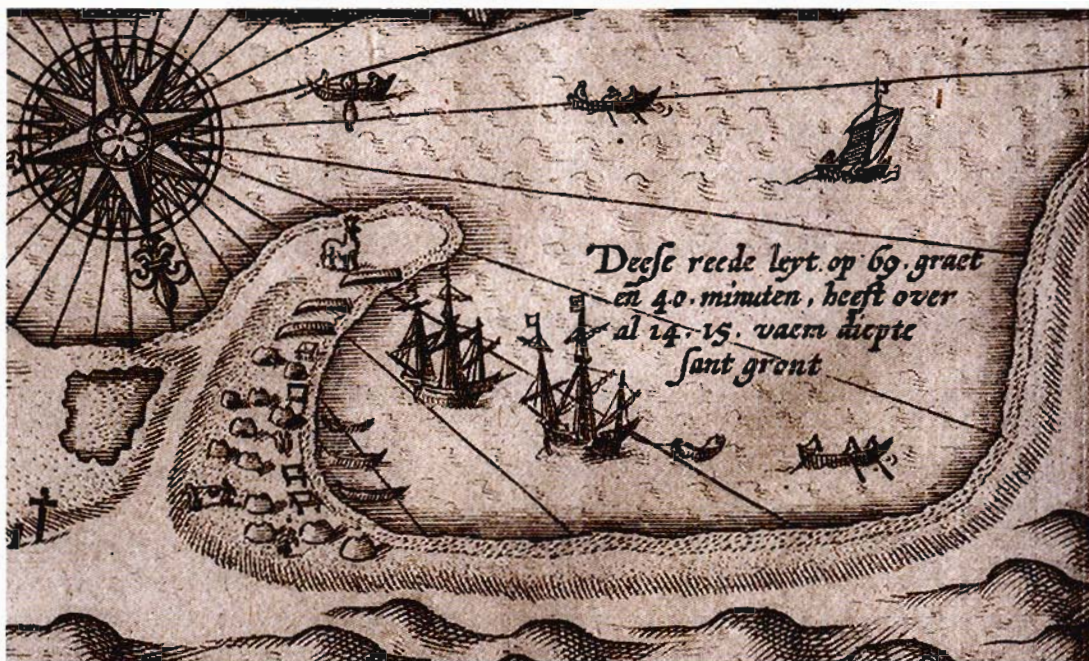 Deese reede leyt op 69. graet
en̄ 40. minuten, heeft over
al 14. 15. vaem diepte
sant gront